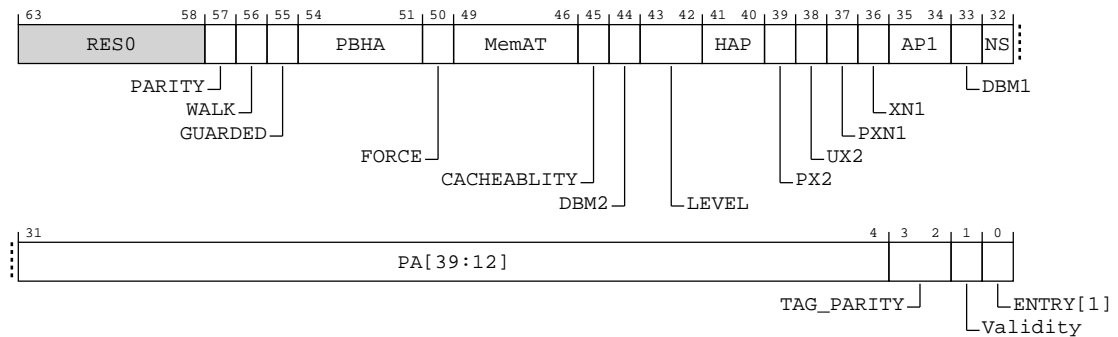 63 58 57 56 55 54 51 50 49 46 45 44 43 42 41 40 39 38 37 36 35 34 33 32
RES0 PBHA MemAT HAP AP1 NS
PARITY DBM1
WALK XN1
GUARDED PXN1
FORCE UX2
CACHEABLITY PX2
DBM2 LEVEL
31 4 3 2 1 0
PA[39:12]
TAG_PARITY ENTRY[1]
Validity